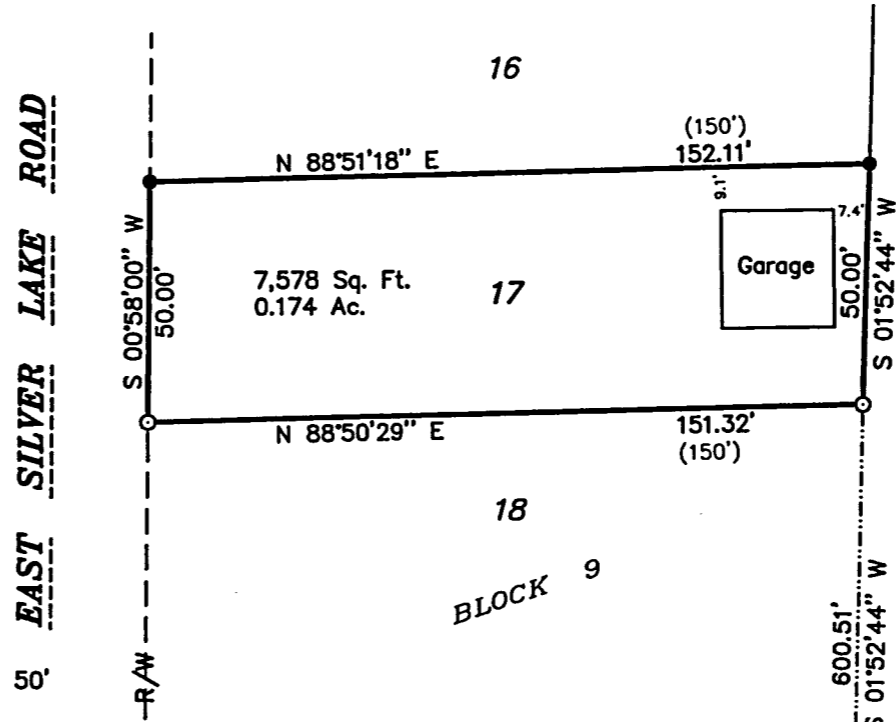 16
(150')
N 88°51'18" E
152.11'
9.1'
7.4'
Garage
7,578 Sq. Ft.
0.174 Ac.
17
S 00°58'00" W
50.00'
50.00'
S 01°52'44" W
N 88°50'29" E
151.32'
(150')
18
BLOCK 9
EAST SILVER LAKE ROAD
50'
R/W
600.51'
S 01°52'44" W